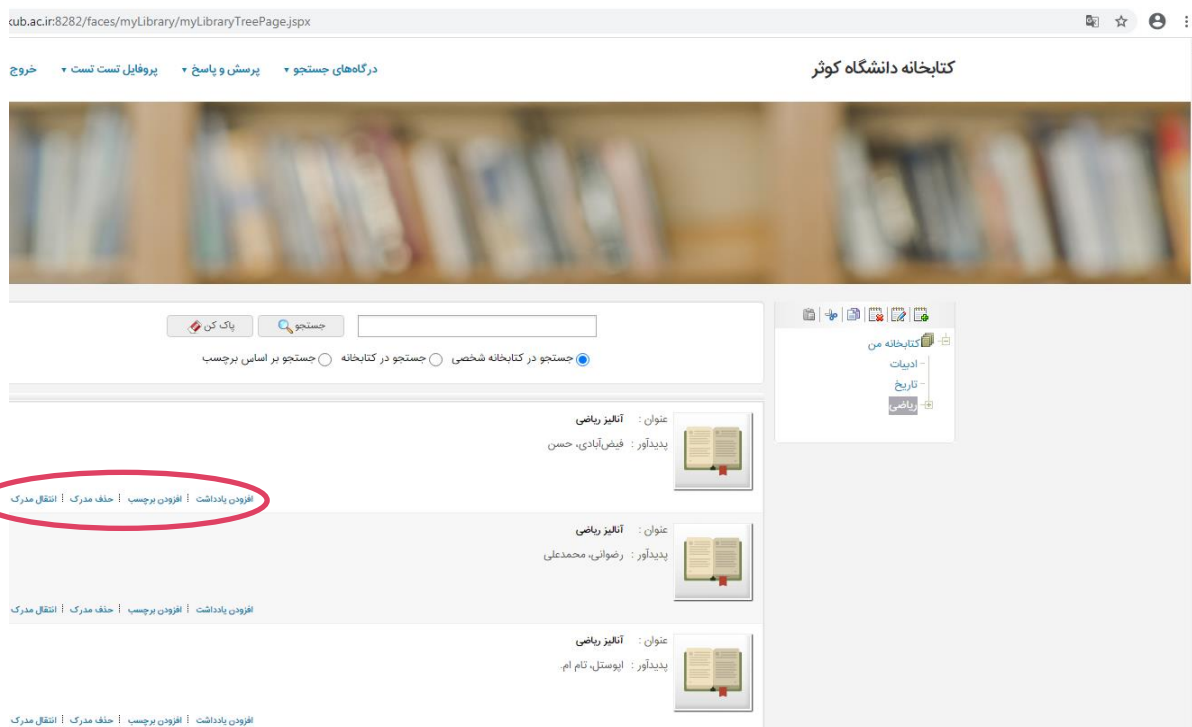 kub.ac.ir:8282/faces/myLibrary/myLibraryTreePage.jspx
کتابخانه دانشگاه کوثر
درگاه‌های جستجو ▾ پرسش و پاسخ ▾ پروفایل تست تست ▾ خروج
جستجو پاک کن
جستجو در کتابخانه شخصی جستجو در کتابخانه جستجو بر اساس برچسب
کتابخانه من
ادبیات
تاریخ
ریاضی
عنوان : آنالیز ریاضی
پدیدآور : فیض‌آبادی، حسن
افزودن یادداشت | افزودن برچسب | حذف مدرک | انتقال مدرک
عنوان : آنالیز ریاضی
پدیدآور : رضوانی، محمدعلی
افزودن یادداشت | افزودن برچسب | حذف مدرک | انتقال مدرک
عنوان : آنالیز ریاضی
پدیدآور : اپوستل، تام ام.
افزودن یادداشت | افزودن برچسب | حذف مدرک | انتقال مدرک